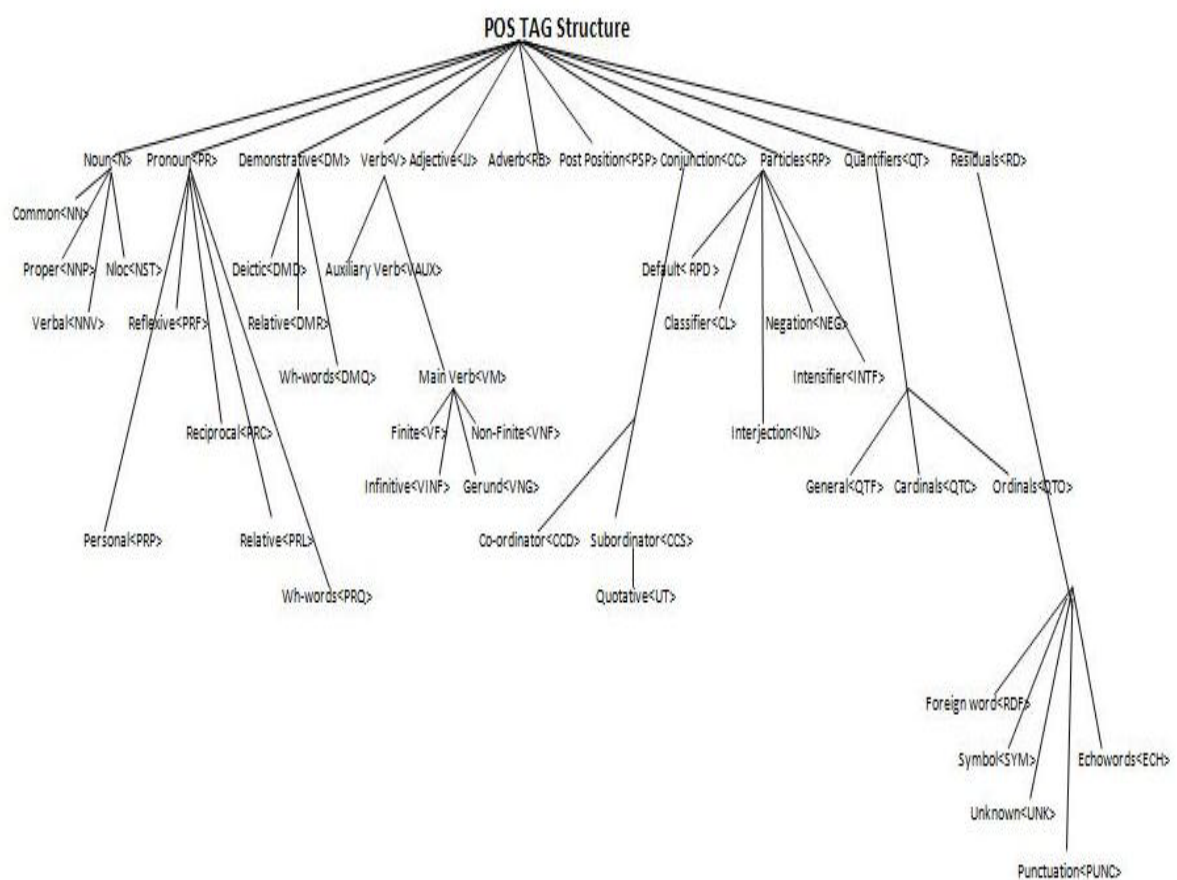 POS TAG Structure
Noun<N> Pronoun<PR> Demonstrative<DM> Verb<V> Adjective<JJ> Adverb<RB> Post Position<PSP> Conjunction<CC> Particles<RP> Quantifiers<QT> Residuals<RD>
Common<NN>
Proper<NNP> Nloc<NST> Deictic<DMD> Auxiliary Verb<VAUX> Default< RPD >
Verbal<NNV> Reflexive<PRF> Relative<DMR> Classifier<CL> Negation<NEG>
Wh-words<DMQ> Main Verb<VM> Intensifier<INTF>
Reciprocal<PRC> Finite<VF> Non-Finite<VNF> Interjection<INJ>
Infinitive<VINF> Gerund<VNG> General<QTF> Cardinals<QTC> Ordinals<QTO>
Personal<PRP> Relative<PRL> Co-ordinator<CCD> Subordinator<CCS>
Wh-words<PRQ> Quotative<UT>
Foreign word<RDF>
Symbol<SYM> Echowords<ECH>
Unknown<UNK>
Punctuation<PUNC>